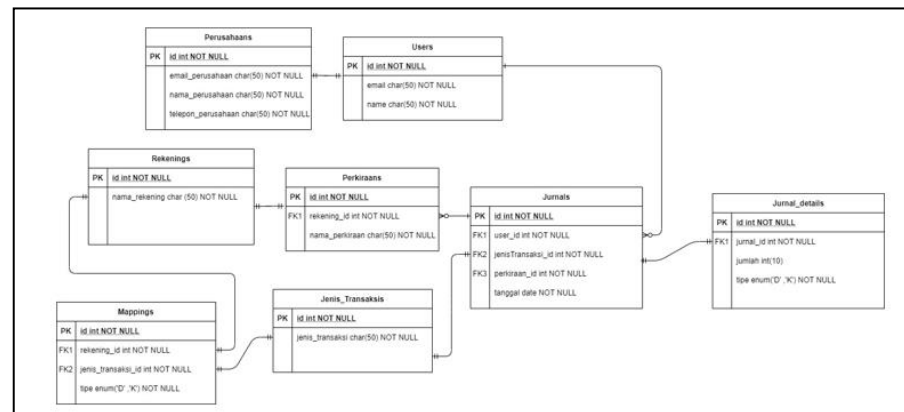 Perusahaans
PK id int NOT NULL
email_perusahaan char(50) NOT NULL
nama_perusahaan char(50) NOT NULL
telepon_perusahaan char(50) NOT NULL
Users
PK id int NOT NULL
email char(50) NOT NULL
name char(50) NOT NULL
Rekenings
PK id int NOT NULL
nama_rekening char (50) NOT NULL
Perkiraans
PK id int NOT NULL
FK1 rekening_id int NOT NULL
nama_perkiraan char(50) NOT NULL
Jurnals
PK id int NOT NULL
FK1 user_id int NOT NULL
FK2 jenisTransaksi_id int NOT NULL
FK3 perkiraan_id int NOT NULL
tanggal date NOT NULL
Jurnal_details
PK id int NOT NULL
FK1 jurnal_id int NOT NULL
jumlah int(10)
tipe enum('D' ,'K') NOT NULL
Mappings
PK id int NOT NULL
FK1 rekening_id int NOT NULL
FK2 jenis_transaksi_id int NOT NULL
tipe enum('D' ,'K') NOT NULL
Jenis_Transaksis
PK id int NOT NULL
jenis_transaksi char(50) NOT NULL